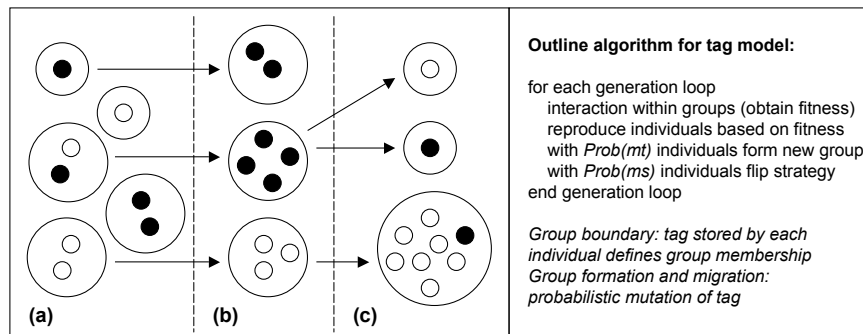 (a)
(b)
(c)
Outline algorithm for tag model:
for each generation loop
interaction within groups (obtain fitness)
reproduce individuals based on fitness
with Prob(mt) individuals form new group
with Prob(ms) individuals flip strategy
end generation loop
Group boundary: tag stored by each
individual defines group membership
Group formation and migration:
probabilistic mutation of tag